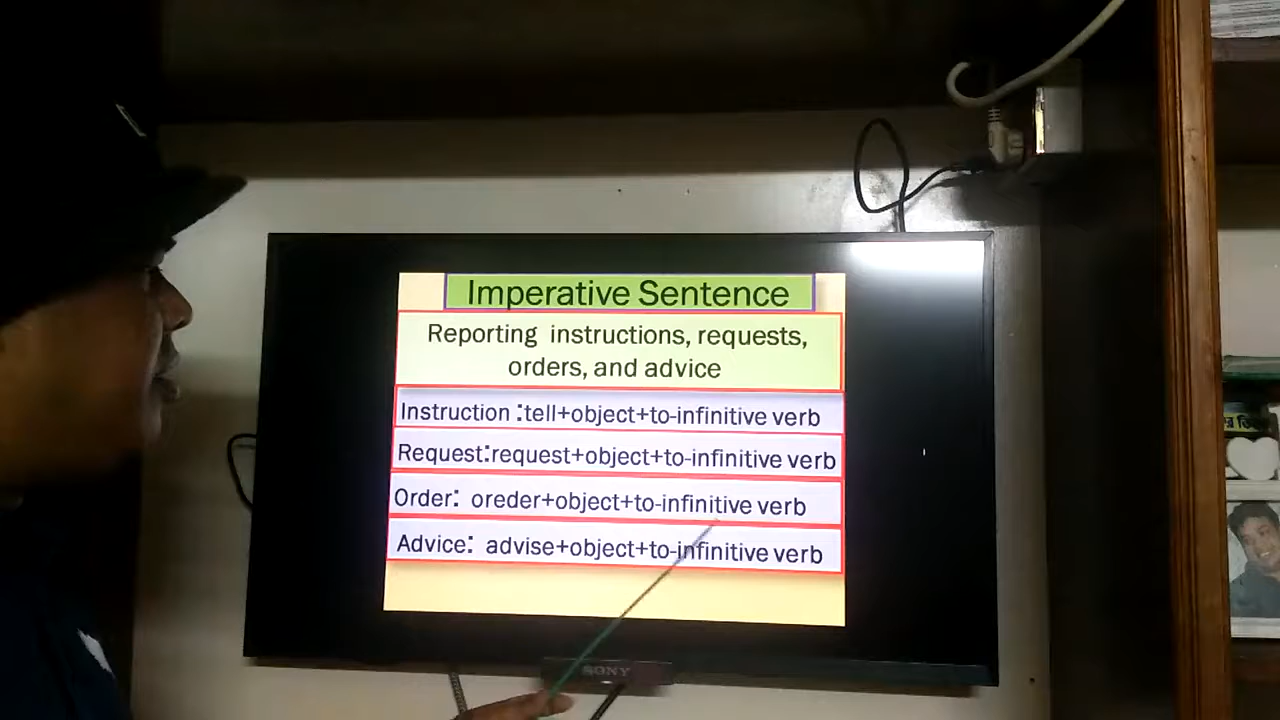 Imperative Sentence
Reporting instructions, requests,
orders, and advice
Instruction :tell+object+to-infinitive verb
Request:request+object+to-infinitive verb
Order: oreder+object+to-infinitive verb
Advice: advise+object+to-infinitive verb
SONY